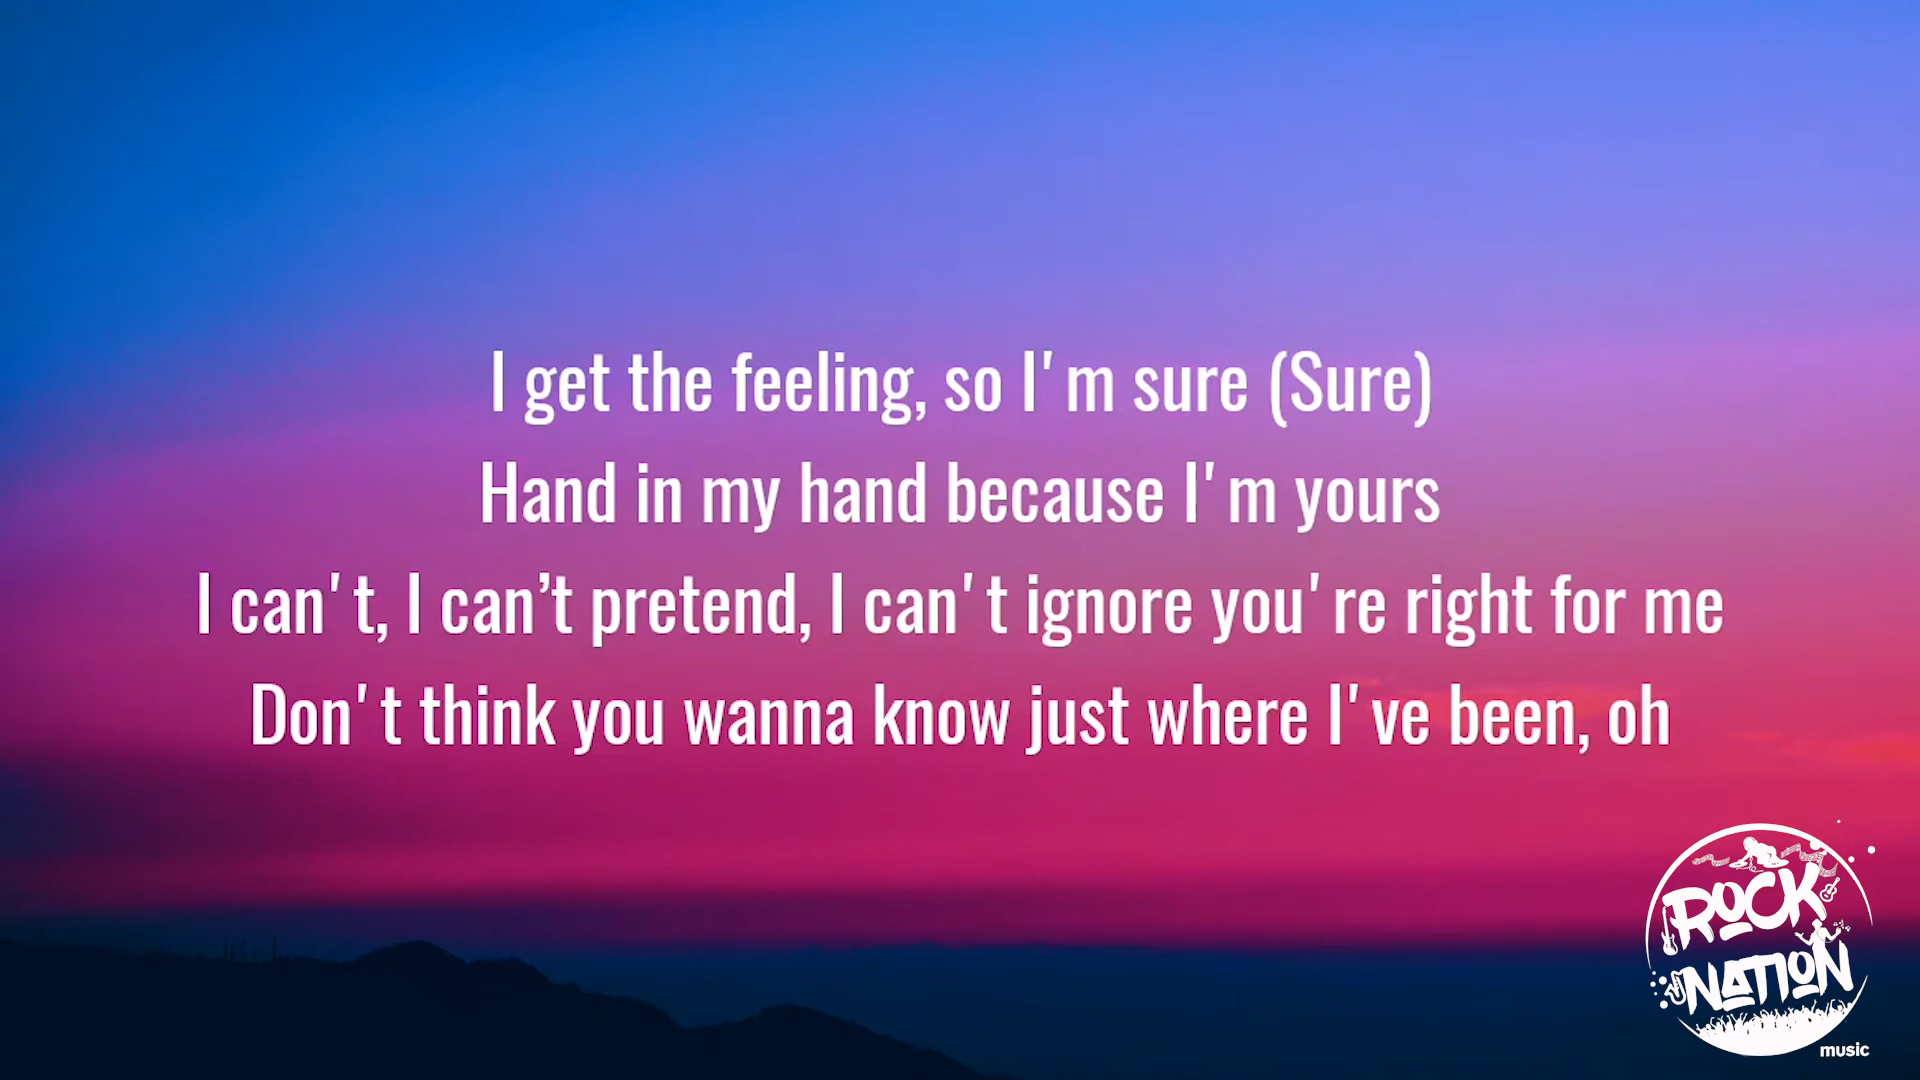 I get the feeling, so I'm sure (Sure)
Hand in my hand because I'm yours
I can't, I can’t pretend, I can't ignore you're right for me
Don't think you wanna know just where I've been, oh
ROCK
NATION
music